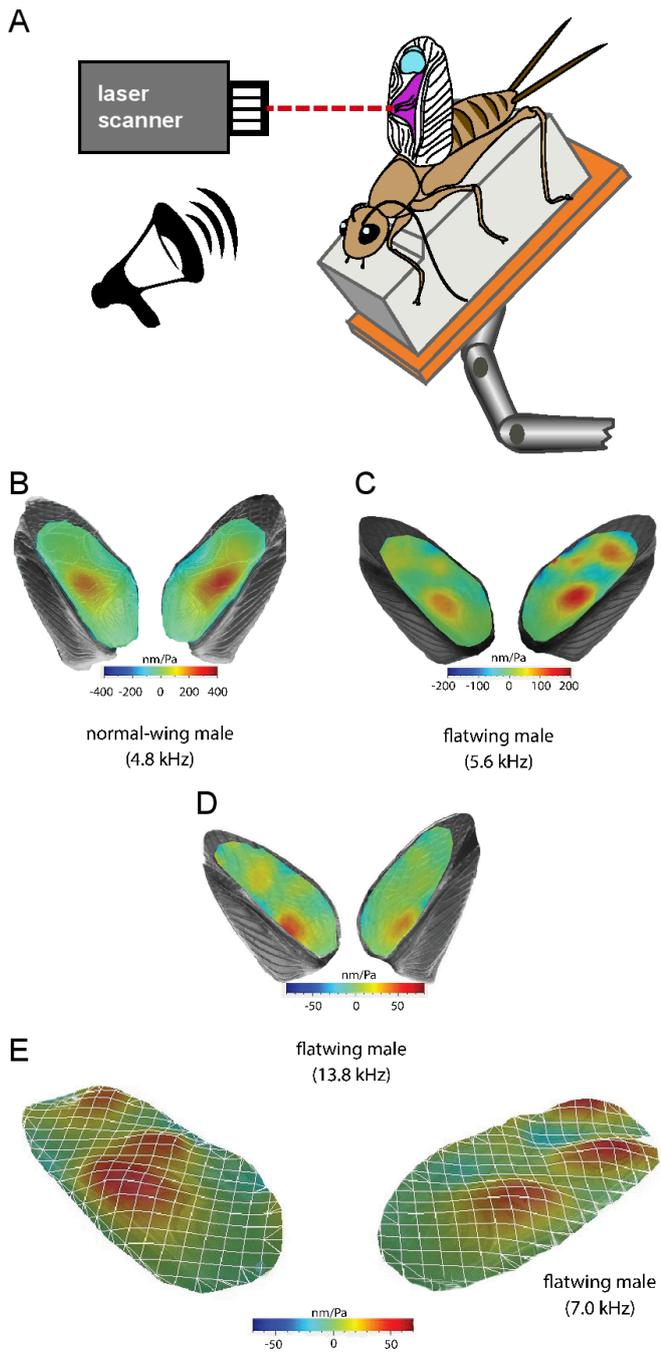 A
laser
scanner
B
C
nm/Pa
-400 -200 0 200 400
nm/Pa
-200 -100 0 100 200
normal-wing male
(4.8 kHz)
flatwing male
(5.6 kHz)
D
nm/Pa
-50 0 50
flatwing male
(13.8 kHz)
E
flatwing male
(7.0 kHz)
nm/Pa
-50 0 50